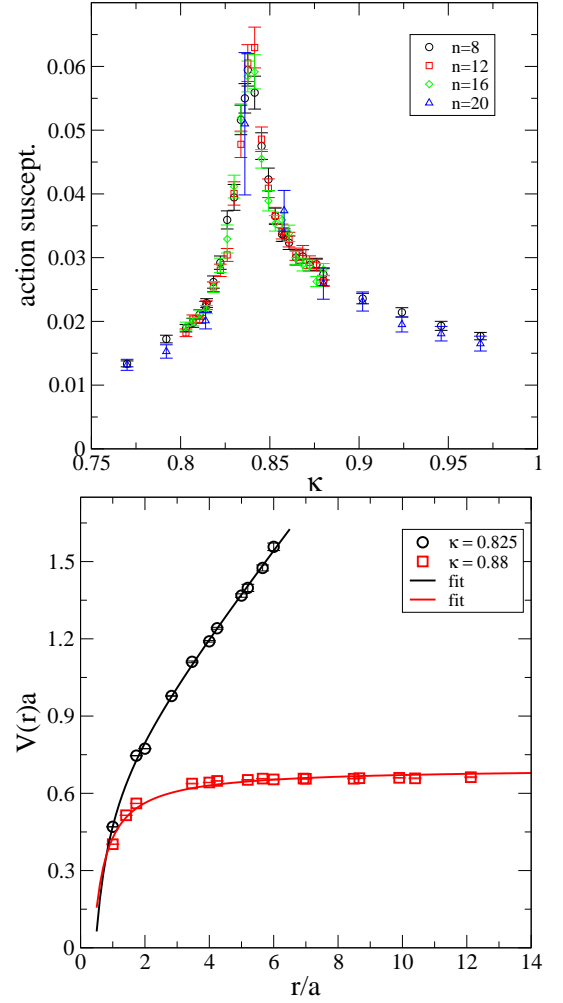 0.06
0.05
0.04
0.03
0.02
0.01
0
action suscept.
n=8
n=12
n=16
n=20
0.75 0.8 0.85 0.9 0.95 1
κ
1.5
1.2
0.9
0.6
0.3
0
V(r)a
κ = 0.825
κ = 0.88
fit
fit
0 2 4 6 8 10 12 14
r/a